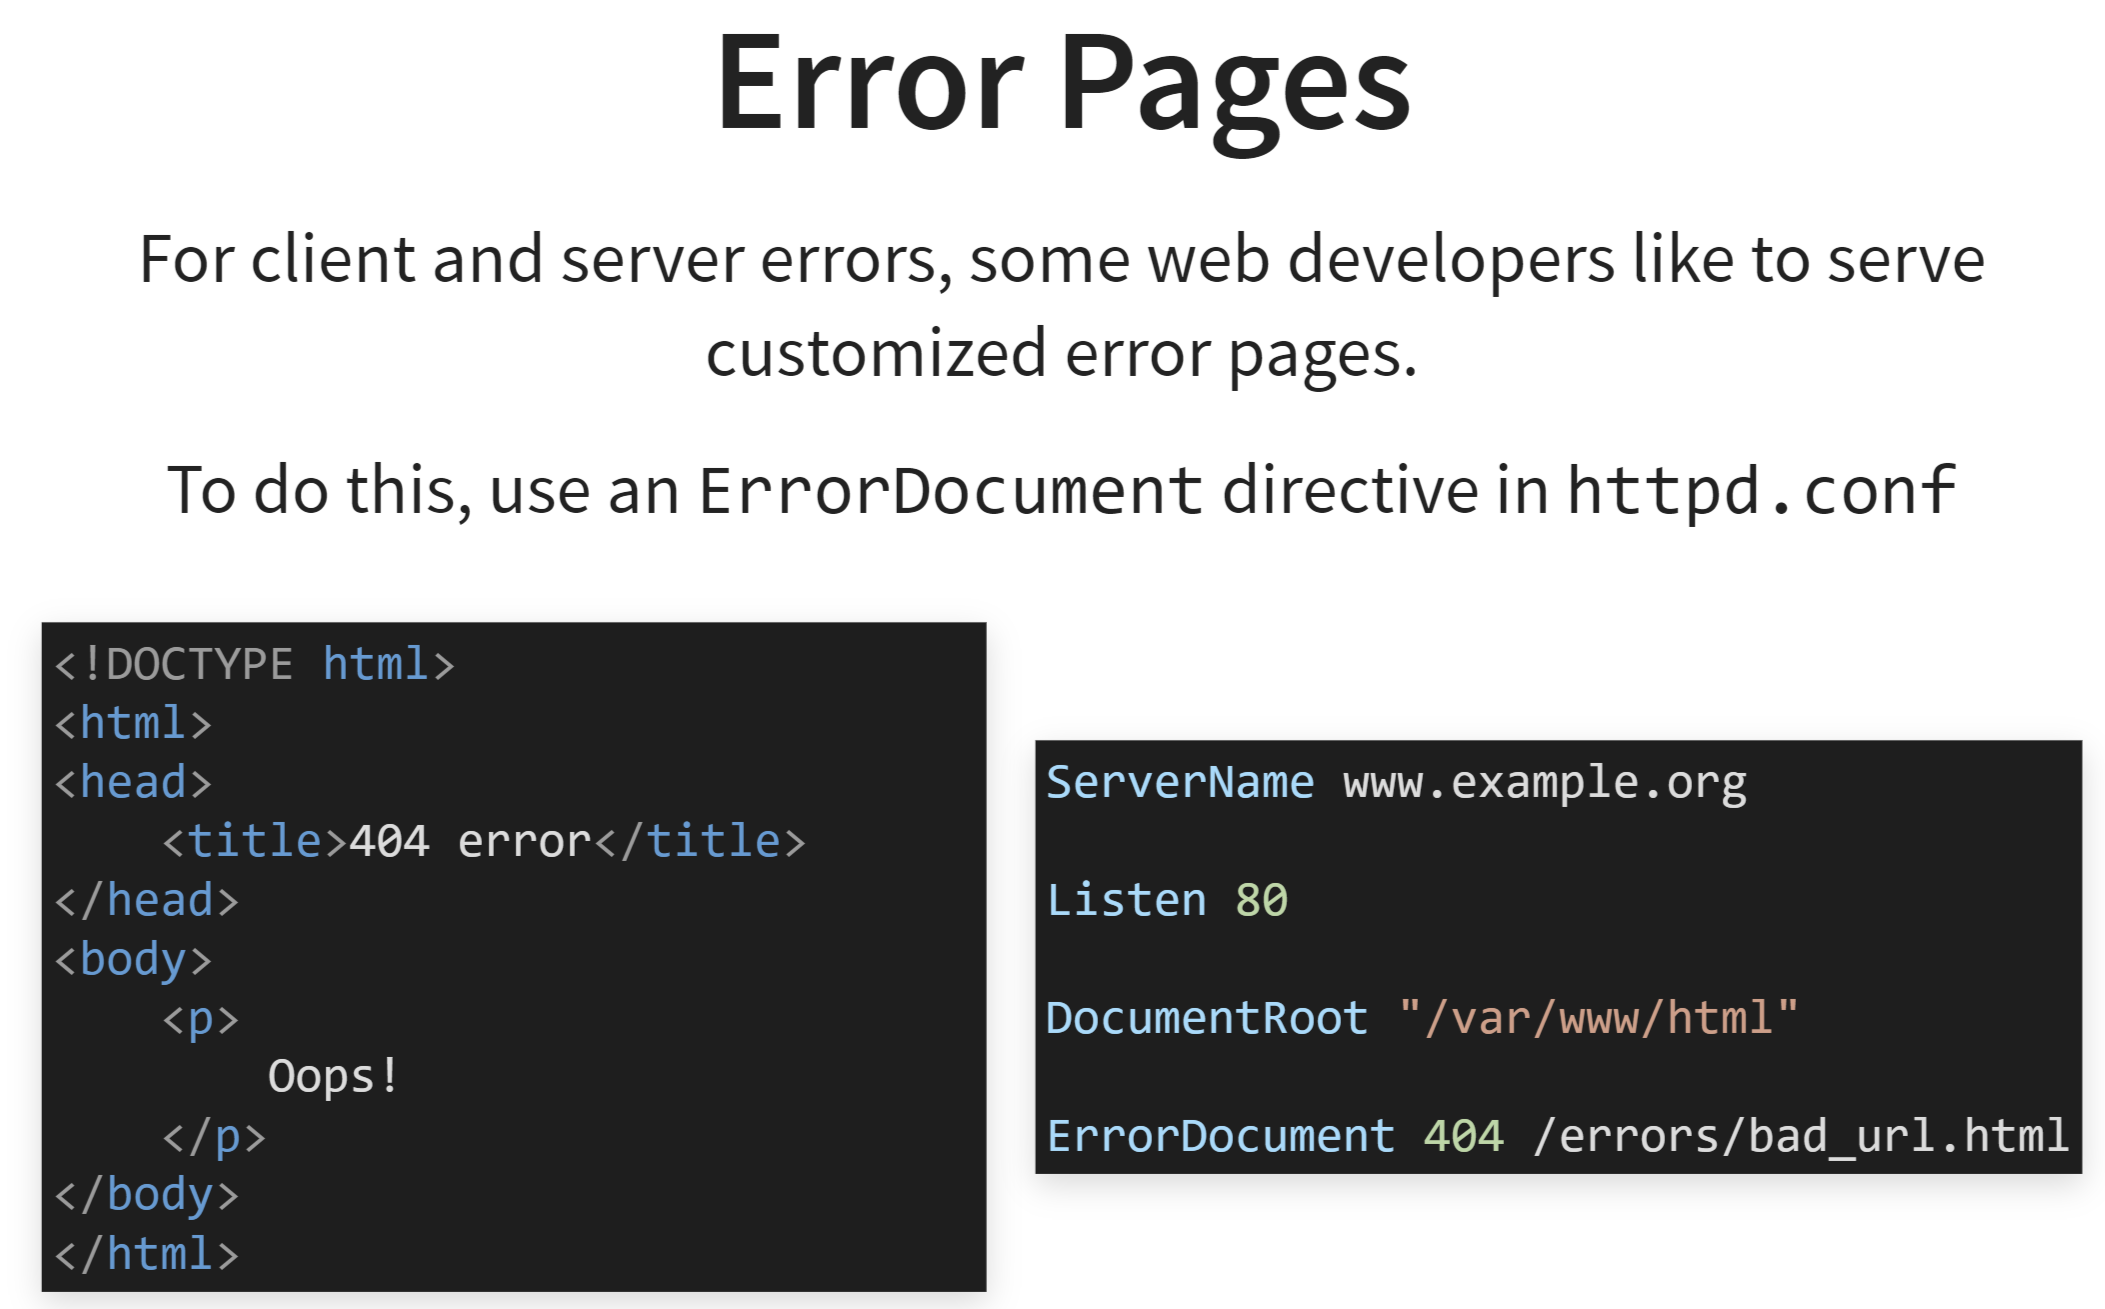 Error Pages
For client and server errors, some web developers like to serve
customized error pages.
To do this, use an ErrorDocument directive in httpd.conf
<!DOCTYPE html>
<html>
<head>
    <title>404 error</title>
</head>
<body>
    <p>
        Oops!
    </p>
</body>
</html>
ServerName www.example.org
Listen 80
DocumentRoot "/var/www/html"
ErrorDocument 404 /errors/bad_url.html